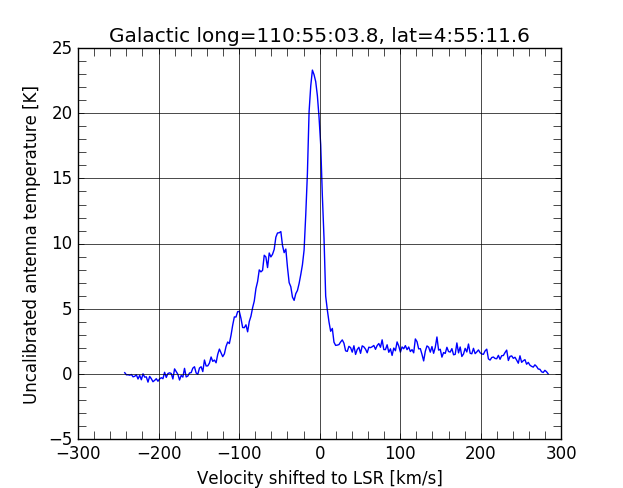 Galactic long=110:55:03.8, lat=4:55:11.6
25
20
15
10
5
0
−5
−300 −200 −100 0 100 200 300
Uncalibrated antenna temperature [K]
Velocity shifted to LSR [km/s]